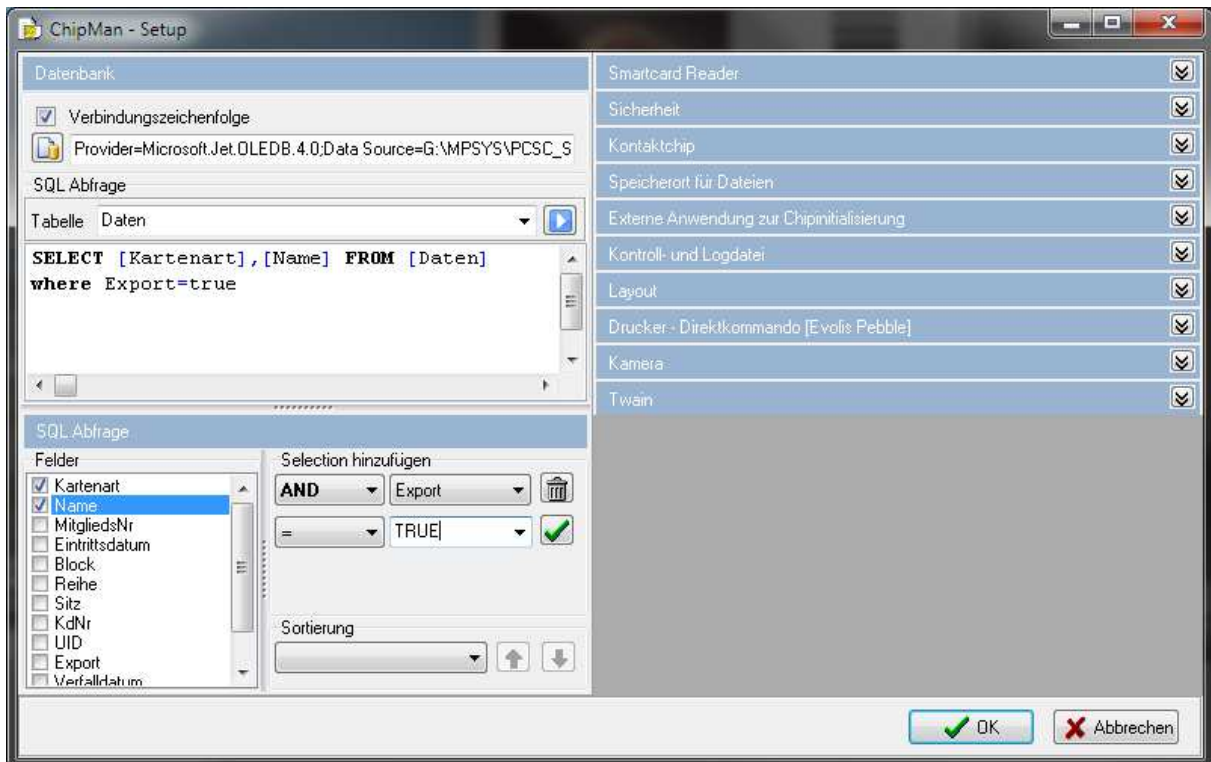 ChipMan - Setup
Datenbank
Verbindungszeichenfolge
Provider=Microsoft.Jet.OLEDB.4.0;Data Source=G:\MPSYS\PCSC_S
SQL Abfrage
Tabelle Daten
SELECT [Kartenart],[Name] FROM [Daten]
where Export=true
SQL Abfrage
Felder
Kartenart
Name
MitgliedsNr
Eintrittsdatum
Block
Reihe
Sitz
KdNr
UID
Export
Verfalldatum
Selection hinzufügen
AND Export
= TRUE
Sortierung
Smartcard Reader
Sicherheit
Kontaktchip
Speicherort für Dateien
Externe Anwendung zur Chipinitialisierung
Kontroll- und Logdatei
Layout
Drucker - Direktkommando [Evolis Pebble]
Kamera
Twain
OK Abbrechen